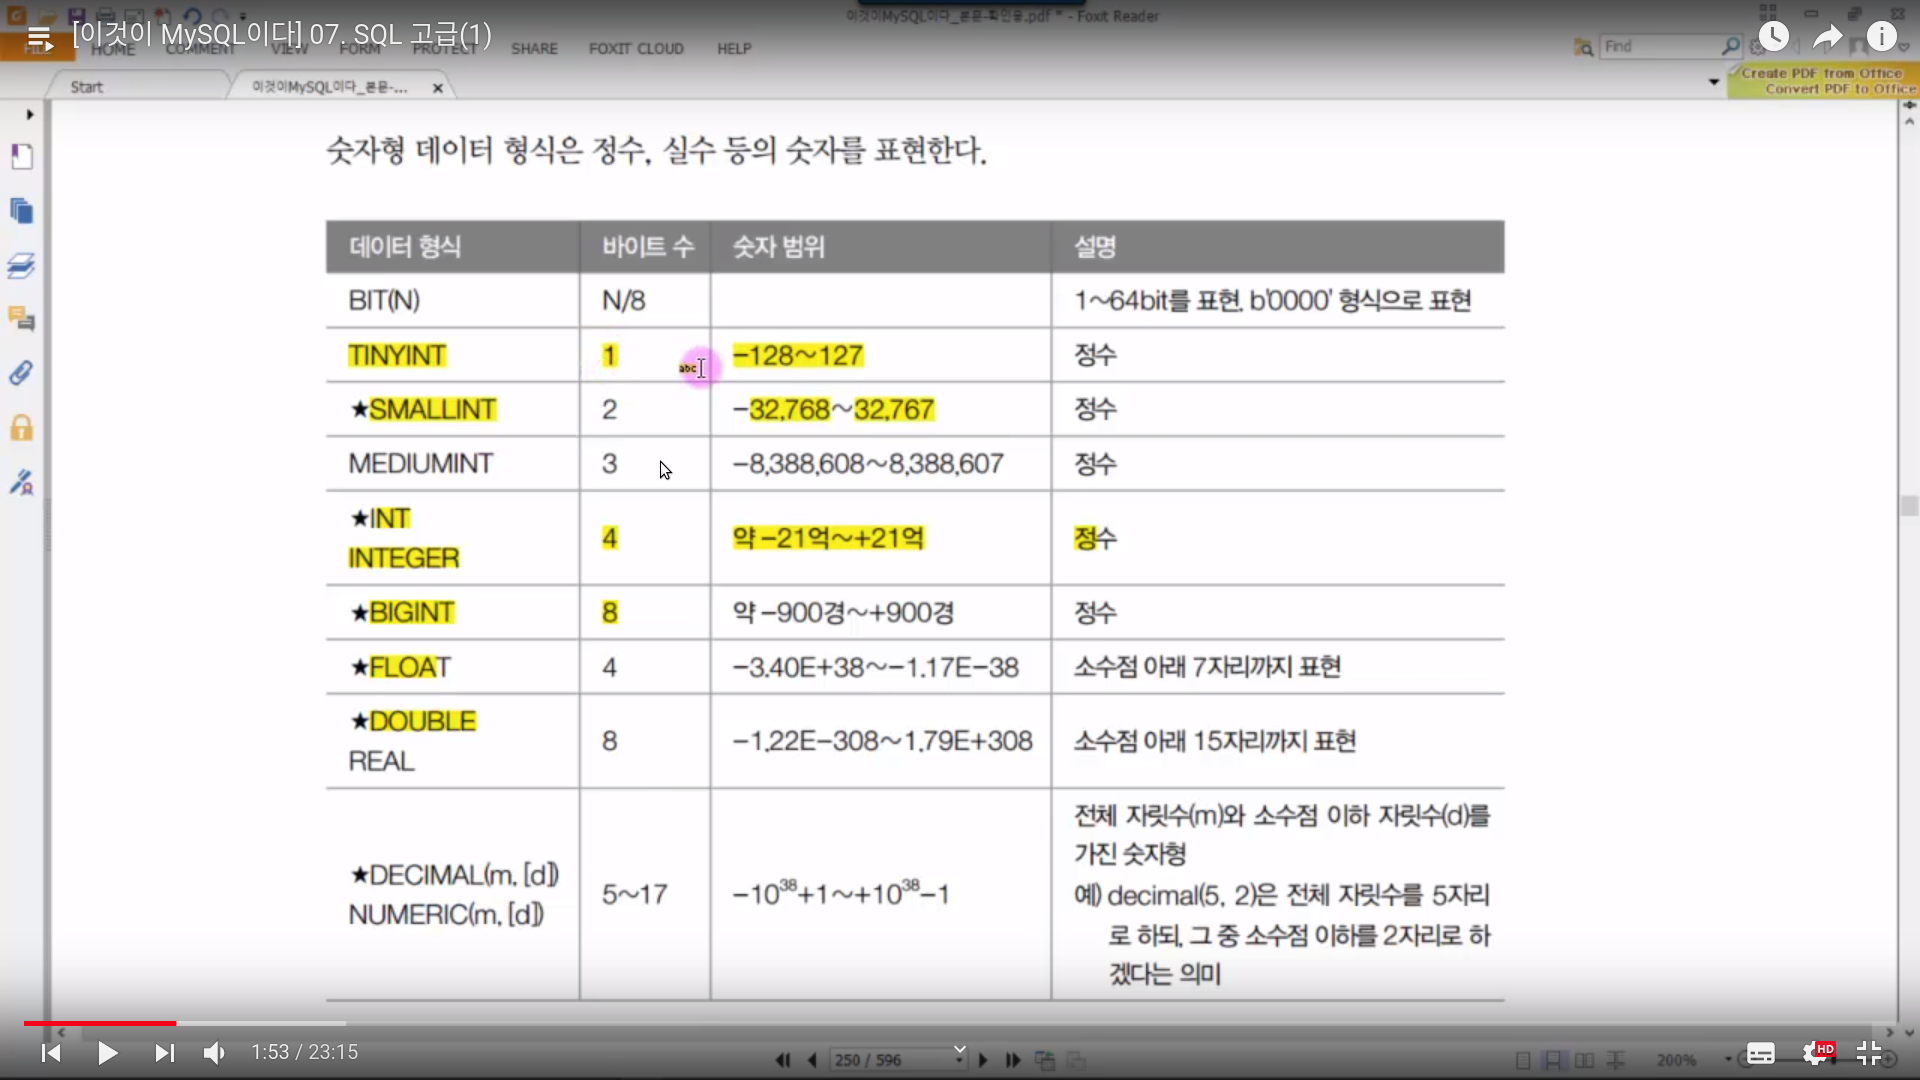 이것이MySQL이다_본문-확인용.pdf * - Foxit Reader
[이것이 MySQL이다] 07. SQL 고급(1)
HOME COMMENT VIEW FORM PROTECT SHARE FOXIT CLOUD HELP
Find
Start
이것이MySQL이다_본문-...
Create PDF from Office
Convert PDF to Office
숫자형 데이터 형식은 정수, 실수 등의 숫자를 표현한다.
데이터 형식 바이트 수 숫자 범위 설명
BIT(N) N/8 1~64bit를 표현. b'0000' 형식으로 표현
TINYINT 1 −128~127 정수
abc
★SMALLINT 2 −32,768~32,767 정수
MEDIUMINT 3 −8,388,608~8,388,607 정수
★INT
INTEGER
4 약 −21억~+21억 정수
★BIGINT 8 약 −900경~+900경 정수
★FLOAT 4 −3.40E+38~−1.17E−38 소수점 아래 7자리까지 표현
★DOUBLE
REAL
8 −1.22E−308~1.79E+308 소수점 아래 15자리까지 표현
★DECIMAL(m, [d])
NUMERIC(m, [d])
5~17 −10³⁸+1~+10³⁸−1
전체 자릿수(m)와 소수점 이하 자릿수(d)를
가진 숫자형
예) decimal(5, 2)은 전체 자릿수를 5자리
로 하되, 그 중 소수점 이하를 2자리로 하
겠다는 의미
1:53 / 23:15
250 / 596
200%
HD